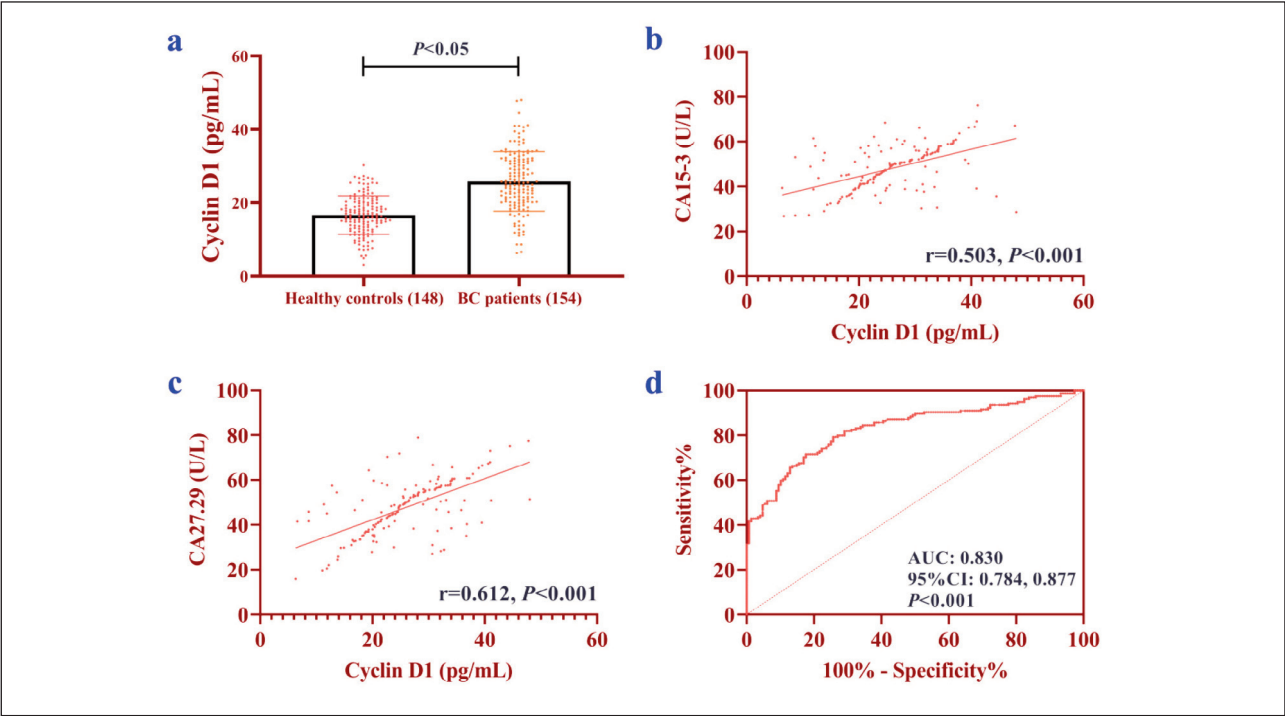 a
P<0.05
Cyclin D1 (pg/mL)
60
40
20
0
Healthy controls (148) BC patients (154)
b
CA15-3 (U/L)
100
80
60
40
20
0
r=0.503, P<0.001
0 20 40 60
Cyclin D1 (pg/mL)
c
CA27.29 (U/L)
100
80
60
40
20
0
r=0.612, P<0.001
0 20 40 60
Cyclin D1 (pg/mL)
d
Sensitivity%
100
80
60
40
20
0
AUC: 0.830
95%CI: 0.784, 0.877
P<0.001
0 20 40 60 80 100
100% - Specificity%